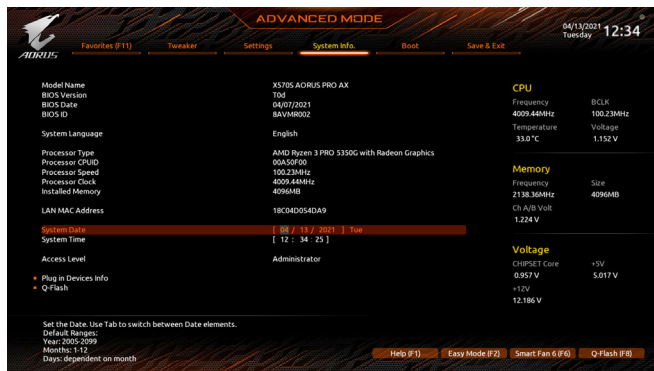 ADVANCED MODE
04/13/2021
Tuesday
12:34
AORUS
Favorites (F11) Tweaker Settings System Info. Boot Save & Exit
Model Name X570S AORUS PRO AX
BIOS Version T0d
BIOS Date 04/07/2021
BIOS ID 8AVMR002
System Language English
Processor Type AMD Ryzen 3 PRO 5350G with Radeon Graphics
Processor CPUID 00A50F00
Processor Speed 100.23MHz
Processor Clock 4009.44MHz
Installed Memory 4096MB
LAN MAC Address 18C04D054DA9
System Date [ 04 / 13 / 2021 ] Tue
System Time [ 12 : 34 : 25 ]
Access Level Administrator
Plug in Devices Info
Q-Flash
CPU
Frequency BCLK
4009.44MHz 100.23MHz
Temperature Voltage
33.0 °C 1.152 V
Memory
Frequency Size
2138.36MHz 4096MB
Ch A/B Volt
1.224 V
Voltage
CHIPSET Core +5V
0.957 V 5.017 V
+12V
12.186 V
Set the Date. Use Tab to switch between Date elements.
Default Ranges:
Year: 2005-2099
Months: 1-12
Days: dependent on month
Help (F1) Easy Mode (F2) Smart Fan 6 (F6) Q-Flash (F8)